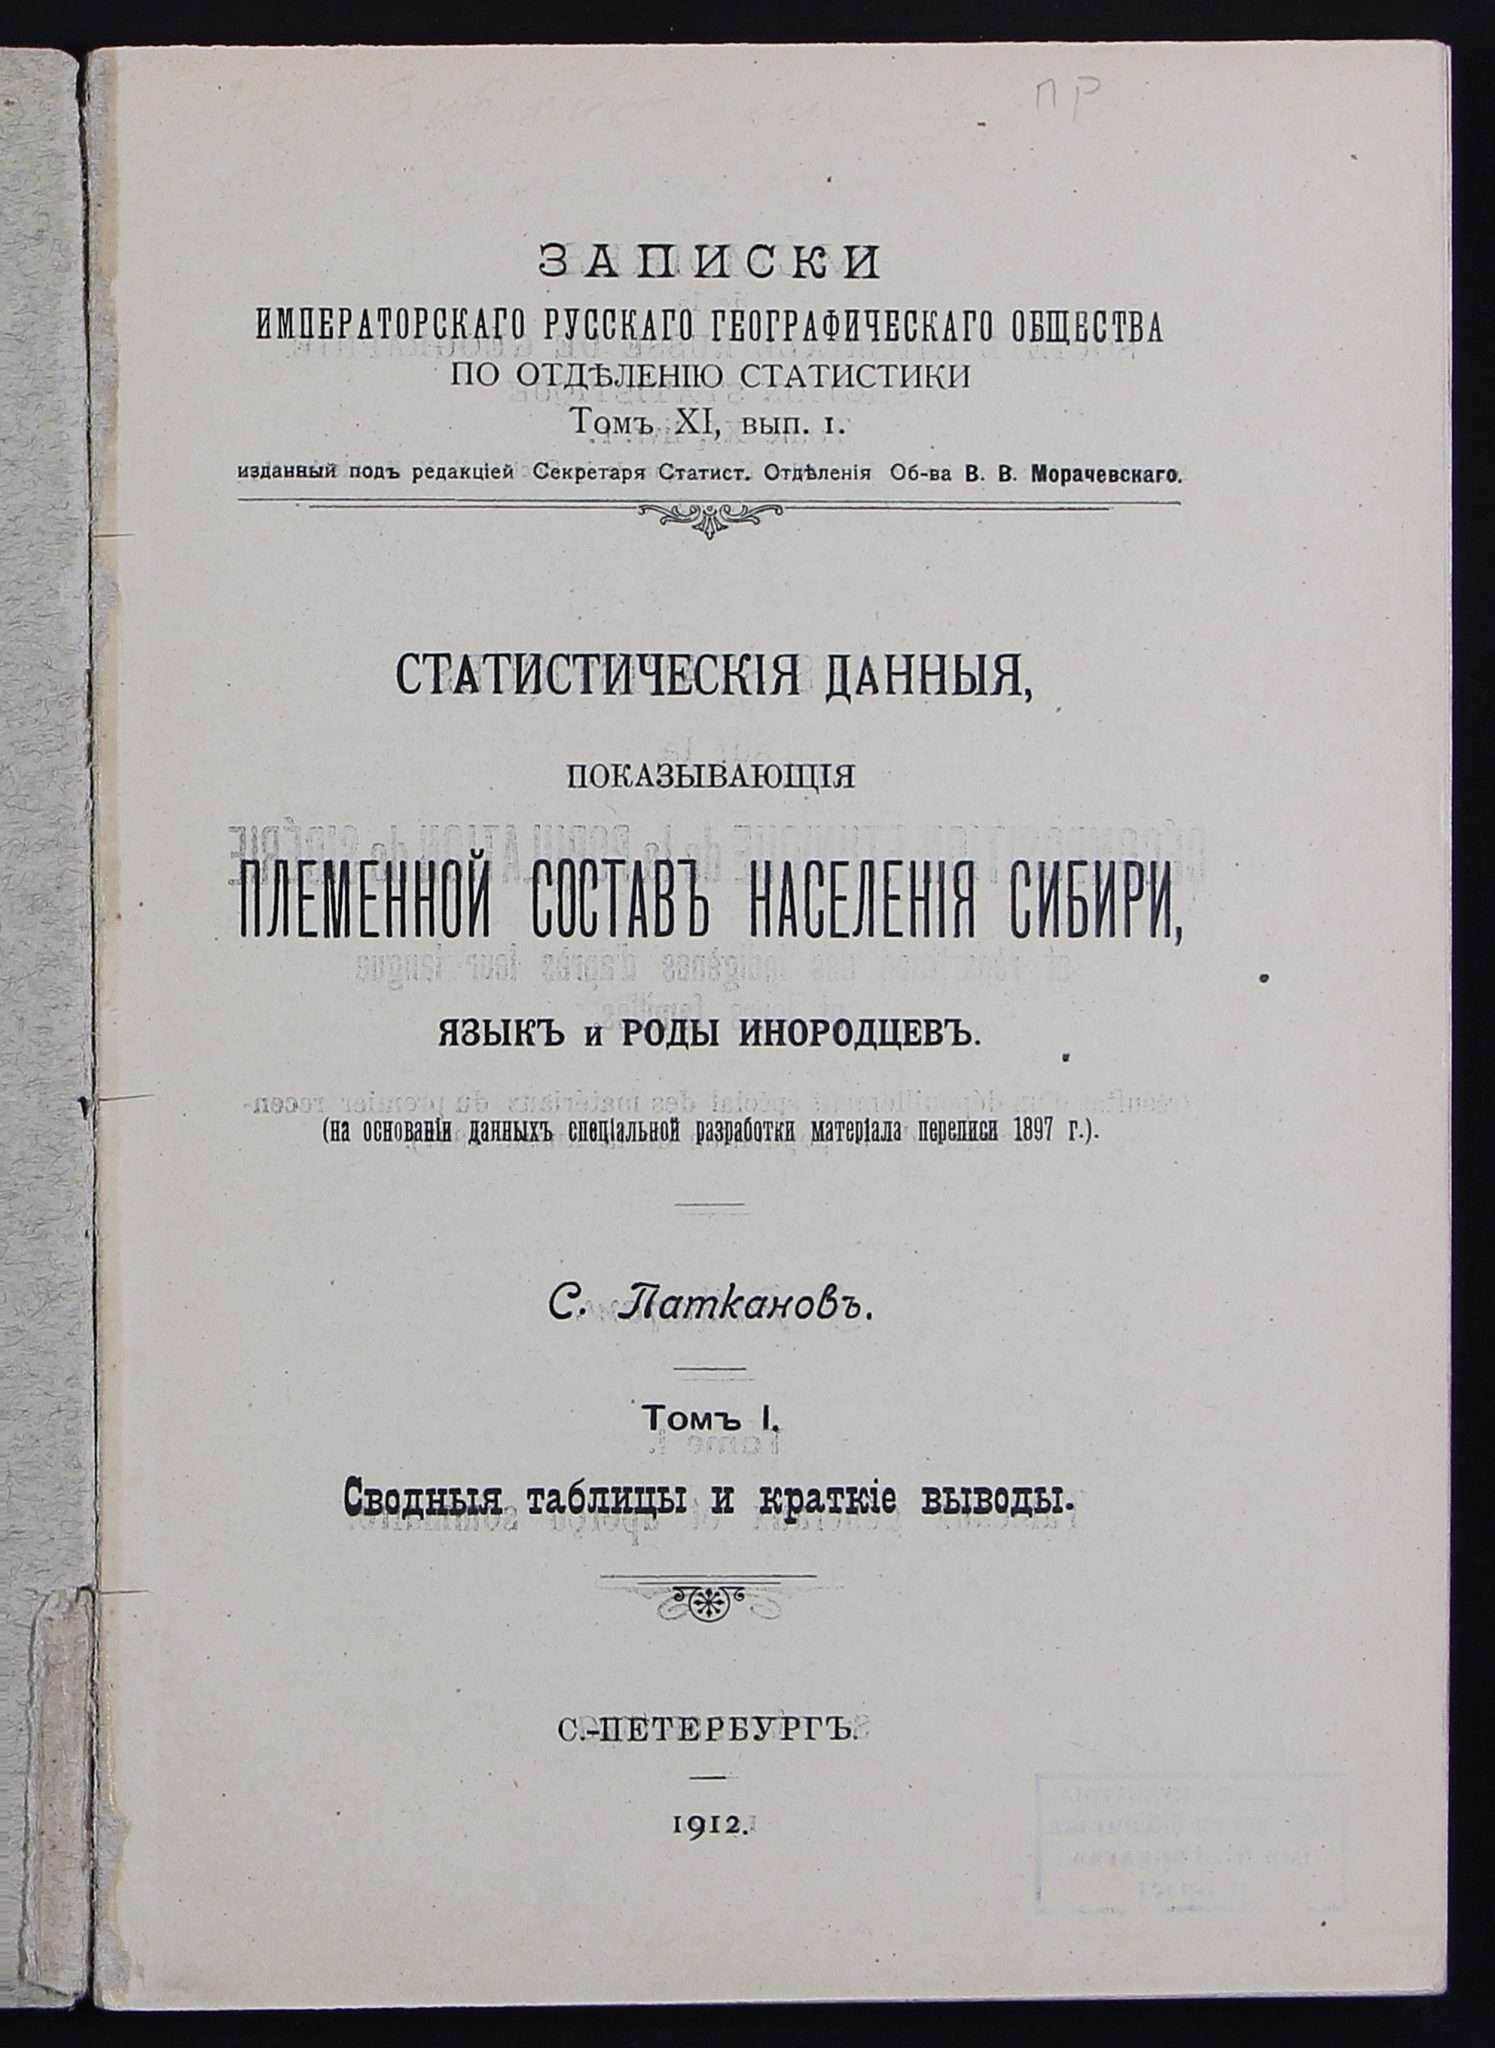 ПР
ЗАПИСКИ
ИМПЕРАТОРСКАГО РУССКАГО ГЕОГРАФИЧЕСКАГО ОБЩЕСТВА
ПО ОТДѢЛЕНІЮ СТАТИСТИКИ
Томъ XI, вып. 1.
изданный подъ редакціей Секретаря Статист. Отдѣленія Об-ва В. В. Морачевскаго.
СТАТИСТИЧЕСКІЯ ДАННЫЯ,
ПОКАЗЫВАЮЩІЯ
ПЛЕМЕННОЙ СОСТАВЪ НАСЕЛЕНІЯ СИБИРИ,
ЯЗЫКЪ и РОДЫ ИНОРОДЦЕВЪ.
(на основаніи данныхъ спеціальной разработки матеріала переписи 1897 г.).
С. Паткановъ.
Томъ I.
Сводныя таблицы и краткіе выводы.
С.-ПЕТЕРБУРГЪ.
1912.